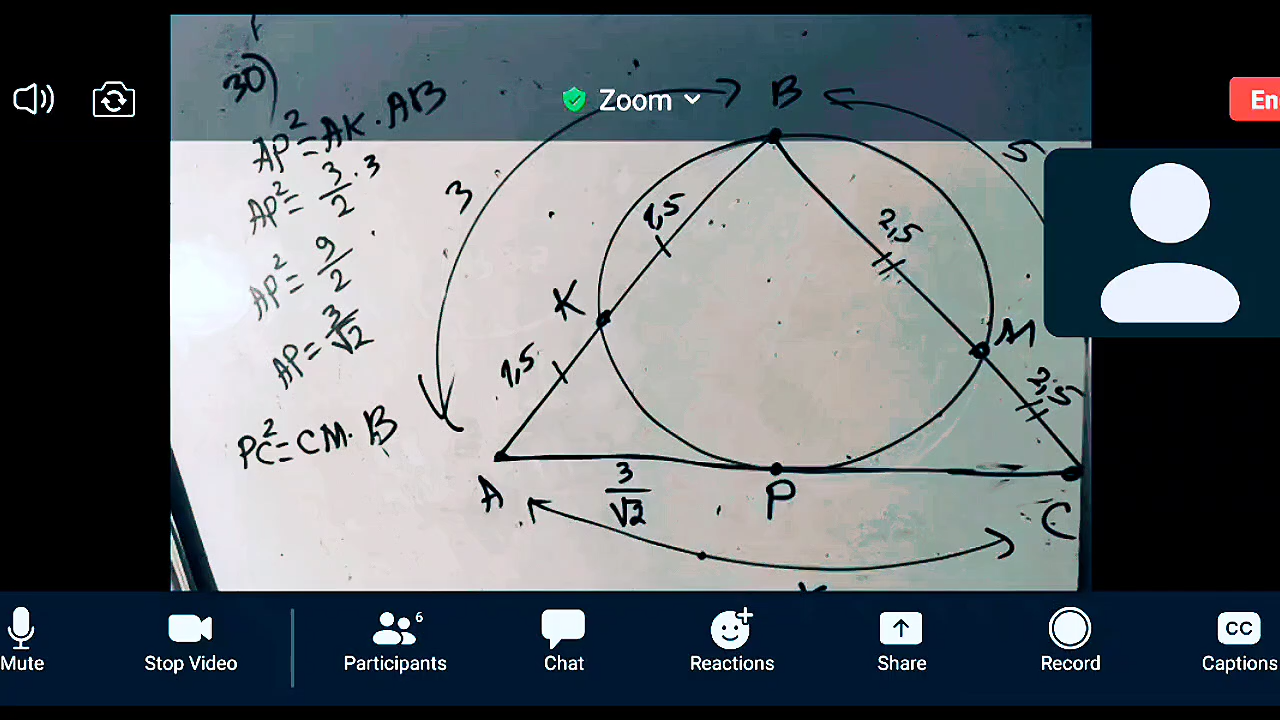 30)
AP² = AK . AB
AP² = 3/2 · 3
AP² = 9/2
AP = 3/√2
PC² = CM. B
Zoom
En
B
3
5
1,5
2,5
K
M
1,5
2,5
A
3/√2
P
C
Mute
Stop Video
Participants
6
Chat
Reactions
Share
Record
CC
Captions